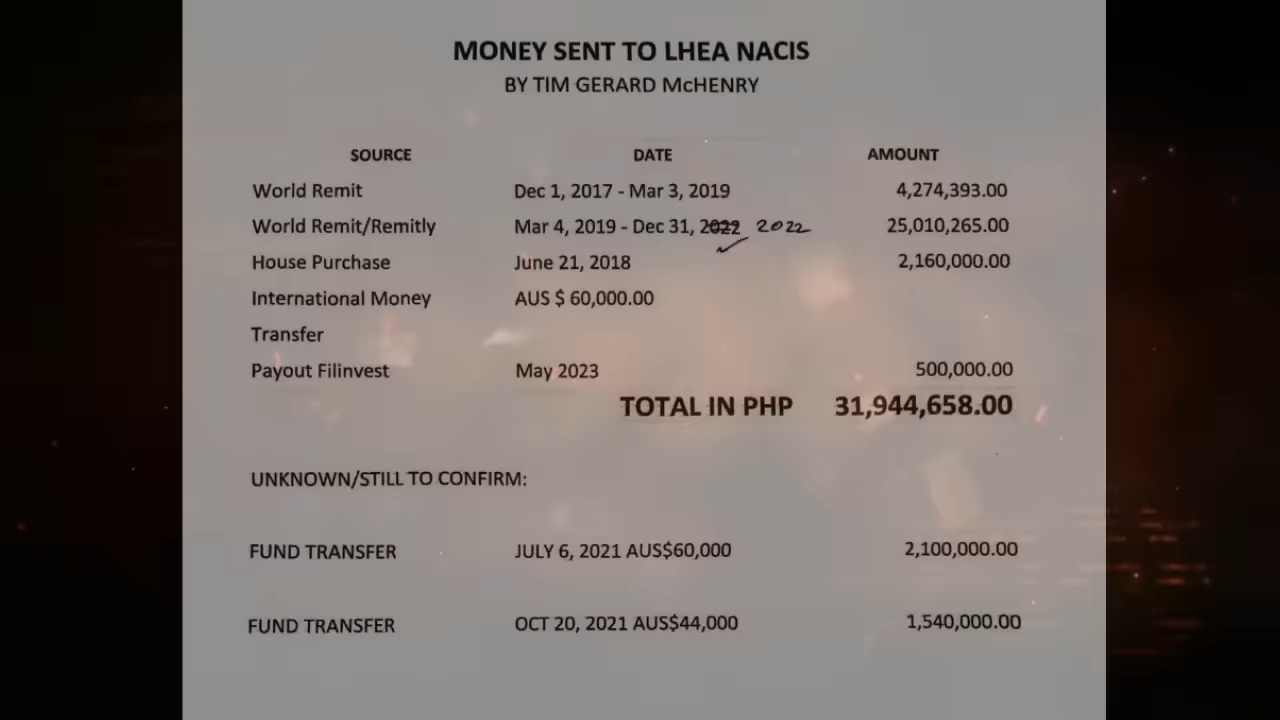 MONEY SENT TO LHEA NACIS
BY TIM GERARD McHENRY
SOURCE DATE AMOUNT
World Remit Dec 1, 2017 - Mar 3, 2019 4,274,393.00
World Remit/Remitly Mar 4, 2019 - Dec 31, 2022 2022 25,010,265.00
House Purchase June 21, 2018 2,160,000.00
International Money AUS $ 60,000.00
Transfer
Payout Filinvest May 2023 500,000.00
TOTAL IN PHP 31,944,658.00
UNKNOWN/STILL TO CONFIRM:
FUND TRANSFER JULY 6, 2021 AUS$60,000 2,100,000.00
FUND TRANSFER OCT 20, 2021 AUS$44,000 1,540,000.00